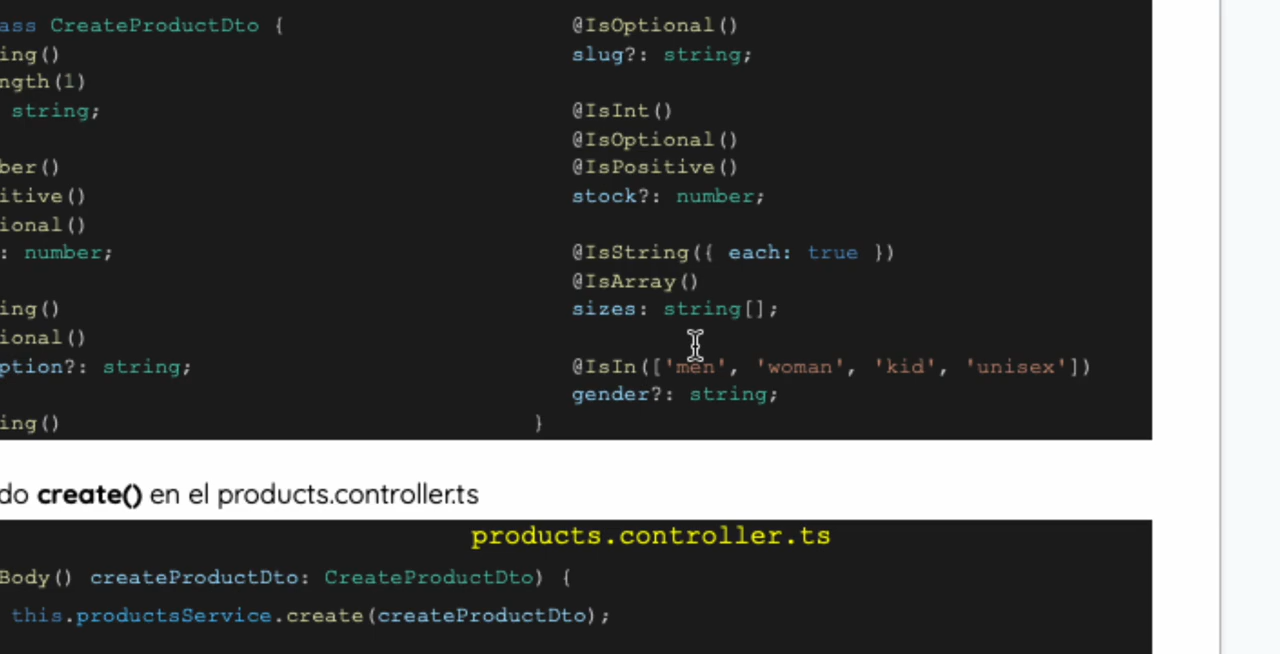 ass CreateProductDto {
ing()
ngth(1)
string;
ber()
itive()
ional()
: number;
ing()
ional()
ption?: string;
ing()
@IsOptional()
slug?: string;
@IsInt()
@IsOptional()
@IsPositive()
stock?: number;
@IsString({ each: true })
@IsArray()
sizes: string[];
@IsIn(['men', 'woman', 'kid', 'unisex'])
gender?: string;
}
do create() en el products.controller.ts
products.controller.ts
Body() createProductDto: CreateProductDto) {
this.productsService.create(createProductDto);